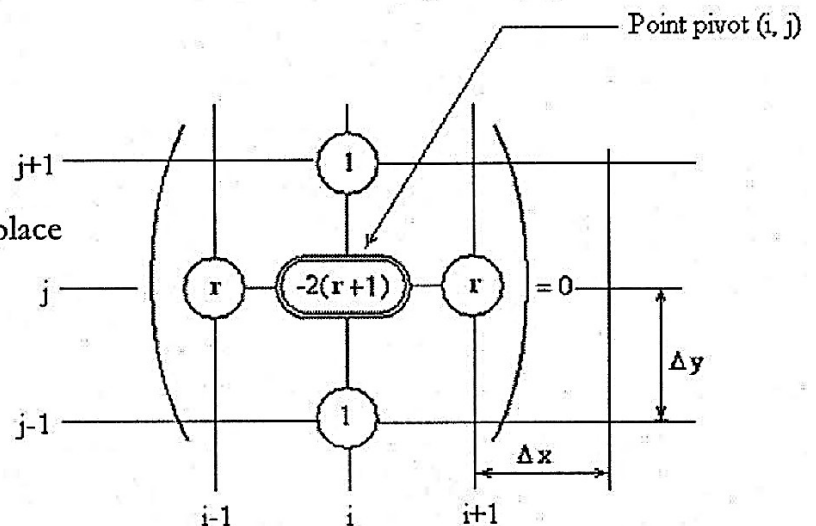 Point pivot (i, j)
j+1
1
place
j
r
-2(r+1)
r
= 0
Δy
j-1
1
Δx
i-1
i
i+1